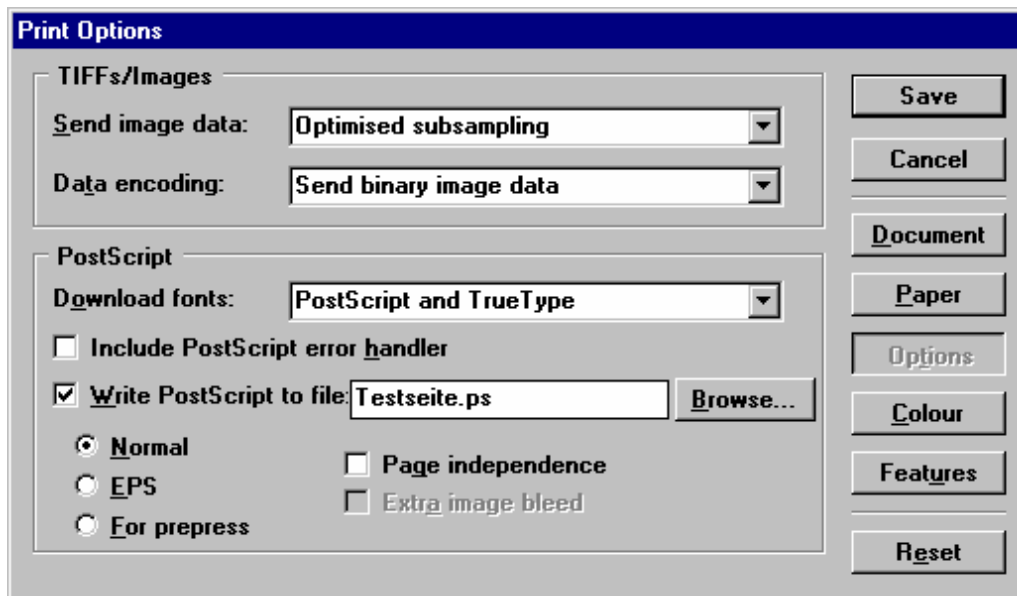 Print Options
TIFFs/Images
Send image data: Optimised subsampling
Data encoding: Send binary image data
PostScript
Download fonts: PostScript and TrueType
Include PostScript error handler
Write PostScript to file: Testseite.ps Browse...
Normal
Page independence
EPS
Extra image bleed
For prepress
Save
Cancel
Document
Paper
Options
Colour
Features
Reset